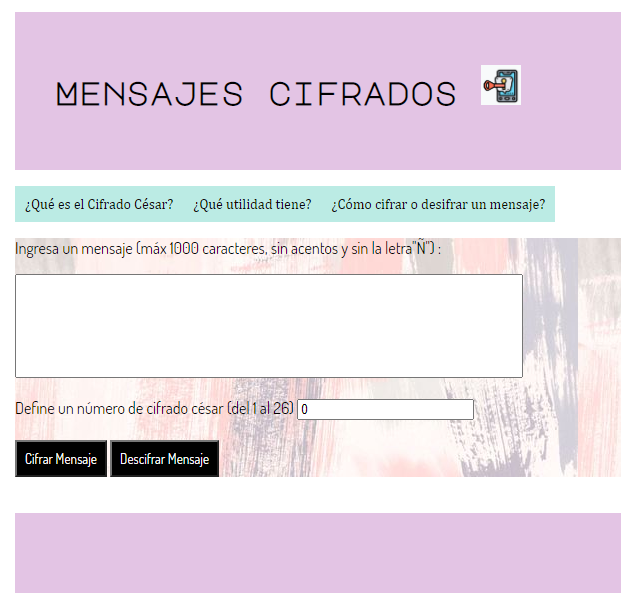 MENSAJES CIFRADOS
¿Qué es el Cifrado César? ¿Qué utilidad tiene? ¿Cómo cifrar o desifrar un mensaje?
Ingresa un mensaje (máx 1000 caracteres, sin acentos y sin la letra"Ñ") :
Define un número de cifrado césar (del 1 al 26) 0
Cifrar Mensaje Descifrar Mensaje